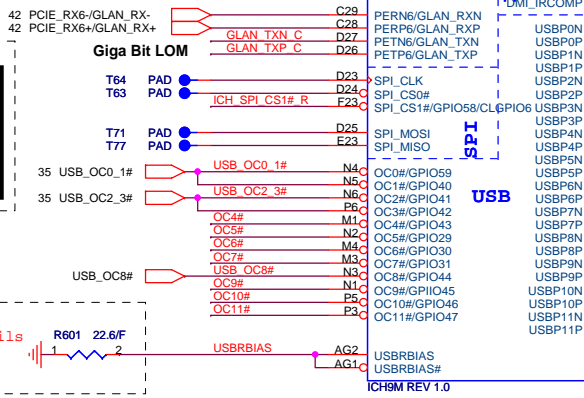 DMI_IRCOMP
42 PCIE_RX6-/GLAN_RX- C29 PERN6/GLAN_RXN USBP0N
42 PCIE_RX6+/GLAN_RX+ C28 PERP6/GLAN_RXP USBP0P
GLAN_TXN_C D27 PETN6/GLAN_TXN USBP1N
Giga Bit LOM GLAN_TXP_C D26 PETP6/GLAN_TXP USBP1P
USBP2N
T64 PAD D23 SPI_CLK USBP2P
T63 PAD D24 SPI_CS0#
ICH_SPI_CS1#_R F23 SPI_CS1#/GPIO58/CLGPIO6 USBP3N
USBP3P
T71 PAD D25 SPI_MOSI USBP4N
T77 PAD E23 SPI_MISO USBP4P
SPI
USBP5N
35 USB_OC0_1# USB_OC0_1# N4 OC0#/GPIO59 USBP5P
N5 OC1#/GPIO40 USBP6N
35 USB_OC2_3# USB_OC2_3# N6 OC2#/GPIO41 USB USBP6P
P6 OC3#/GPIO42 USBP7N
OC4# M1 OC4#/GPIO43 USBP7P
OC5# N2 OC5#/GPIO29 USBP8N
OC6# M4 OC6#/GPIO30 USBP8P
OC7# M3 OC7#/GPIO31 USBP9N
USB_OC8# USB_OC8# N3 OC8#/GPIO44 USBP9P
OC9# N1 OC9#/GPIIO45 USBP10N
OC10# P5 OC10#/GPIO46 USBP10P
OC11# P3 OC11#/GPIO47 USBP11N
USBP11P
ils R601 22.6/F
1 2 USBRBIAS AG2 USBRBIAS
AG1 USBRBIAS#
ICH9M REV 1.0